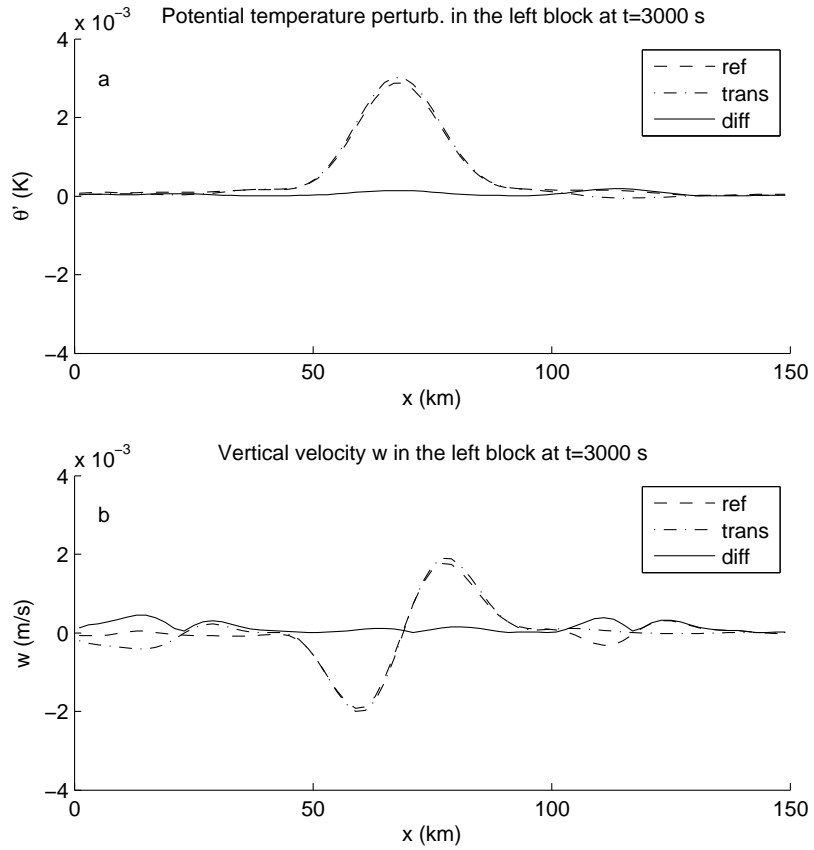 x 10⁻³
Potential temperature perturb. in the left block at t=3000 s
4
2
0
−2
−4
θ' (K)
a
ref
trans
diff
0
50
100
150
x (km)
x 10⁻³
Vertical velocity w in the left block at t=3000 s
4
2
0
−2
−4
w (m/s)
b
ref
trans
diff
0
50
100
150
x (km)